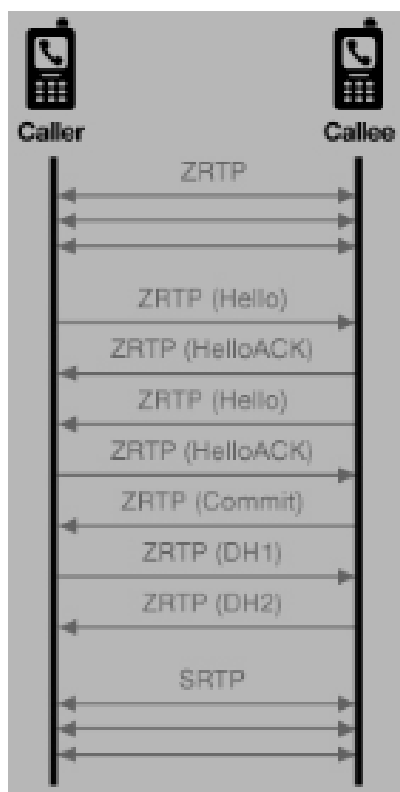 Caller Callee
ZRTP
ZRTP (Hello)
ZRTP (HelloACK)
ZRTP (Hello)
ZRTP (HelloACK)
ZRTP (Commit)
ZRTP (DH1)
ZRTP (DH2)
SRTP